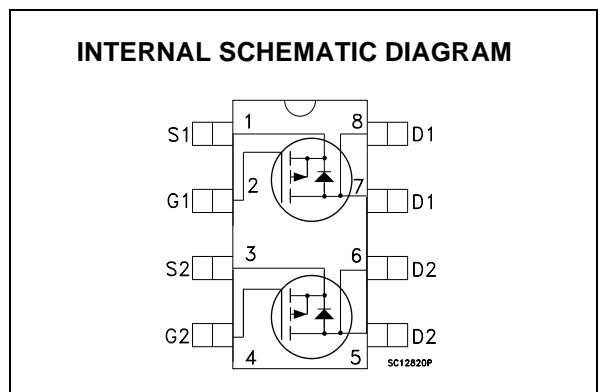 INTERNAL SCHEMATIC DIAGRAM
S1 1 8 D1
G1 2 7 D1
S2 3 6 D2
G2 4 5 D2
SC12820P